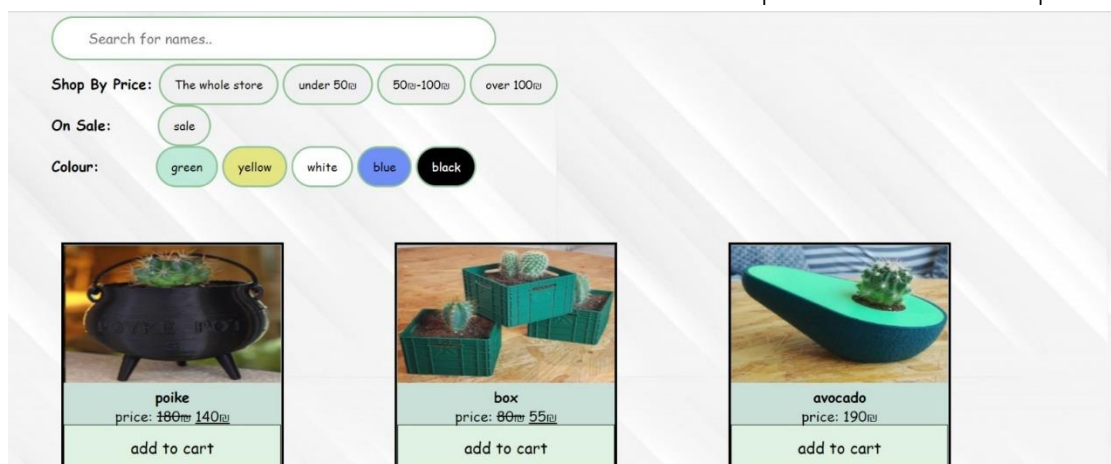 Search for names..
Shop By Price: The whole store under 50₪ 50₪-100₪ over 100₪
On Sale: sale
Colour: green yellow white blue black
POYKE POT
poike
price: 180₪ 140₪
add to cart
box
price: 80₪ 55₪
add to cart
avocado
price: 190₪
add to cart